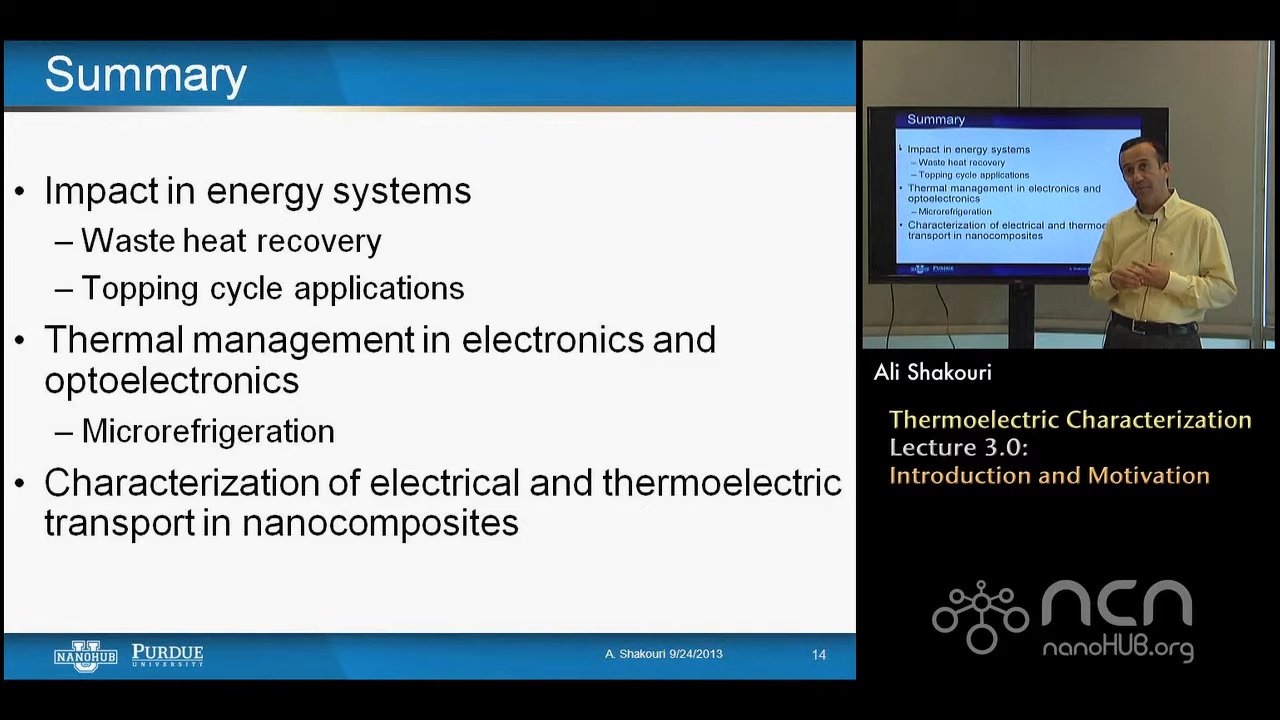 Summary
• Impact in energy systems
– Waste heat recovery
– Topping cycle applications
• Thermal management in electronics and
optoelectronics
– Microrefrigeration
• Characterization of electrical and thermoelectric
transport in nanocomposites
NANOHUB
PURDUE
UNIVERSITY
A. Shakouri 9/24/2013
14
Summary
• Impact in energy systems
– Waste heat recovery
– Topping cycle applications
• Thermal management in electronics and
optoelectronics
– Microrefrigeration
• Characterization of electrical and thermoe
transport in nanocomposites
PURDUE
Ali Shakouri
Thermoelectric Characterization
Lecture 3.0:
Introduction and Motivation
ncn
nanoHUB.org